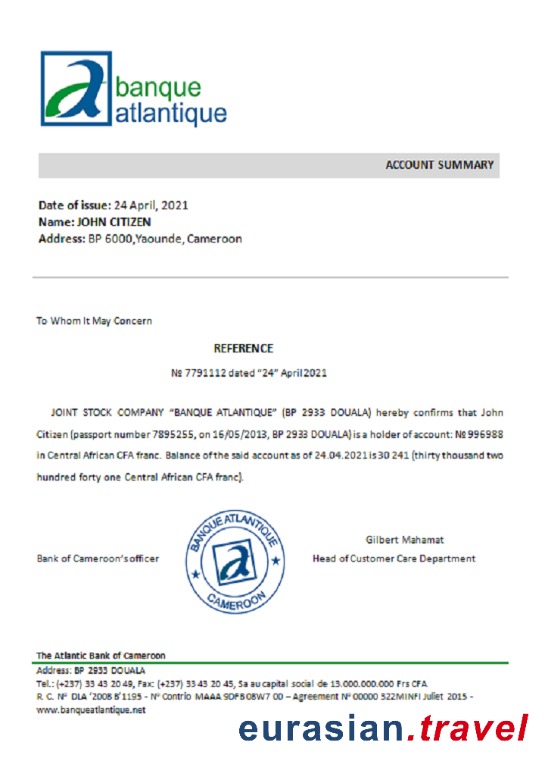 banque
atlantique
ACCOUNT SUMMARY
Date of issue: 24 April, 2021
Name: JOHN CITIZEN
Address: BP 6000,Yaounde, Cameroon
To Whom It May Concern
REFERENCE
№ 7791112 dated “24” April 2021
JOINT STOCK COMPANY “BANQUE ATLANTIQUE” (BP 2933 DOUALA) hereby confirms that John
Citizen (passport number 7895255, on 16/05/2013, BP 2933 DOUALA) is a holder of account: №996988
in Central African CFA franc. Balance of the said account as of 24.04.2021 is 30 241 (thirty thousand two
hundred forty one Central African CFA franc).
BANQUE ATLANTIQUE
CAMEROON
Bank of Cameroon's officer
Gilbert Mahamat
Head of Customer Care Department
The Atlantic Bank of Cameroon
Address: BP 2933 DOUALA
Tel.: (+237) 33 43 20 49, Fax: (+237) 33 43 20 45, Sa au capital social de 13.000.000.000 Frs CFA
R. C. N° DLA ‘2008 B’1195 - N° Contrio MAAA 9DFB 08W7 00 – Agreement N° 00000 322MINFI Juliet 2015 -
www.banqueatlantique.net
eurasian.travel